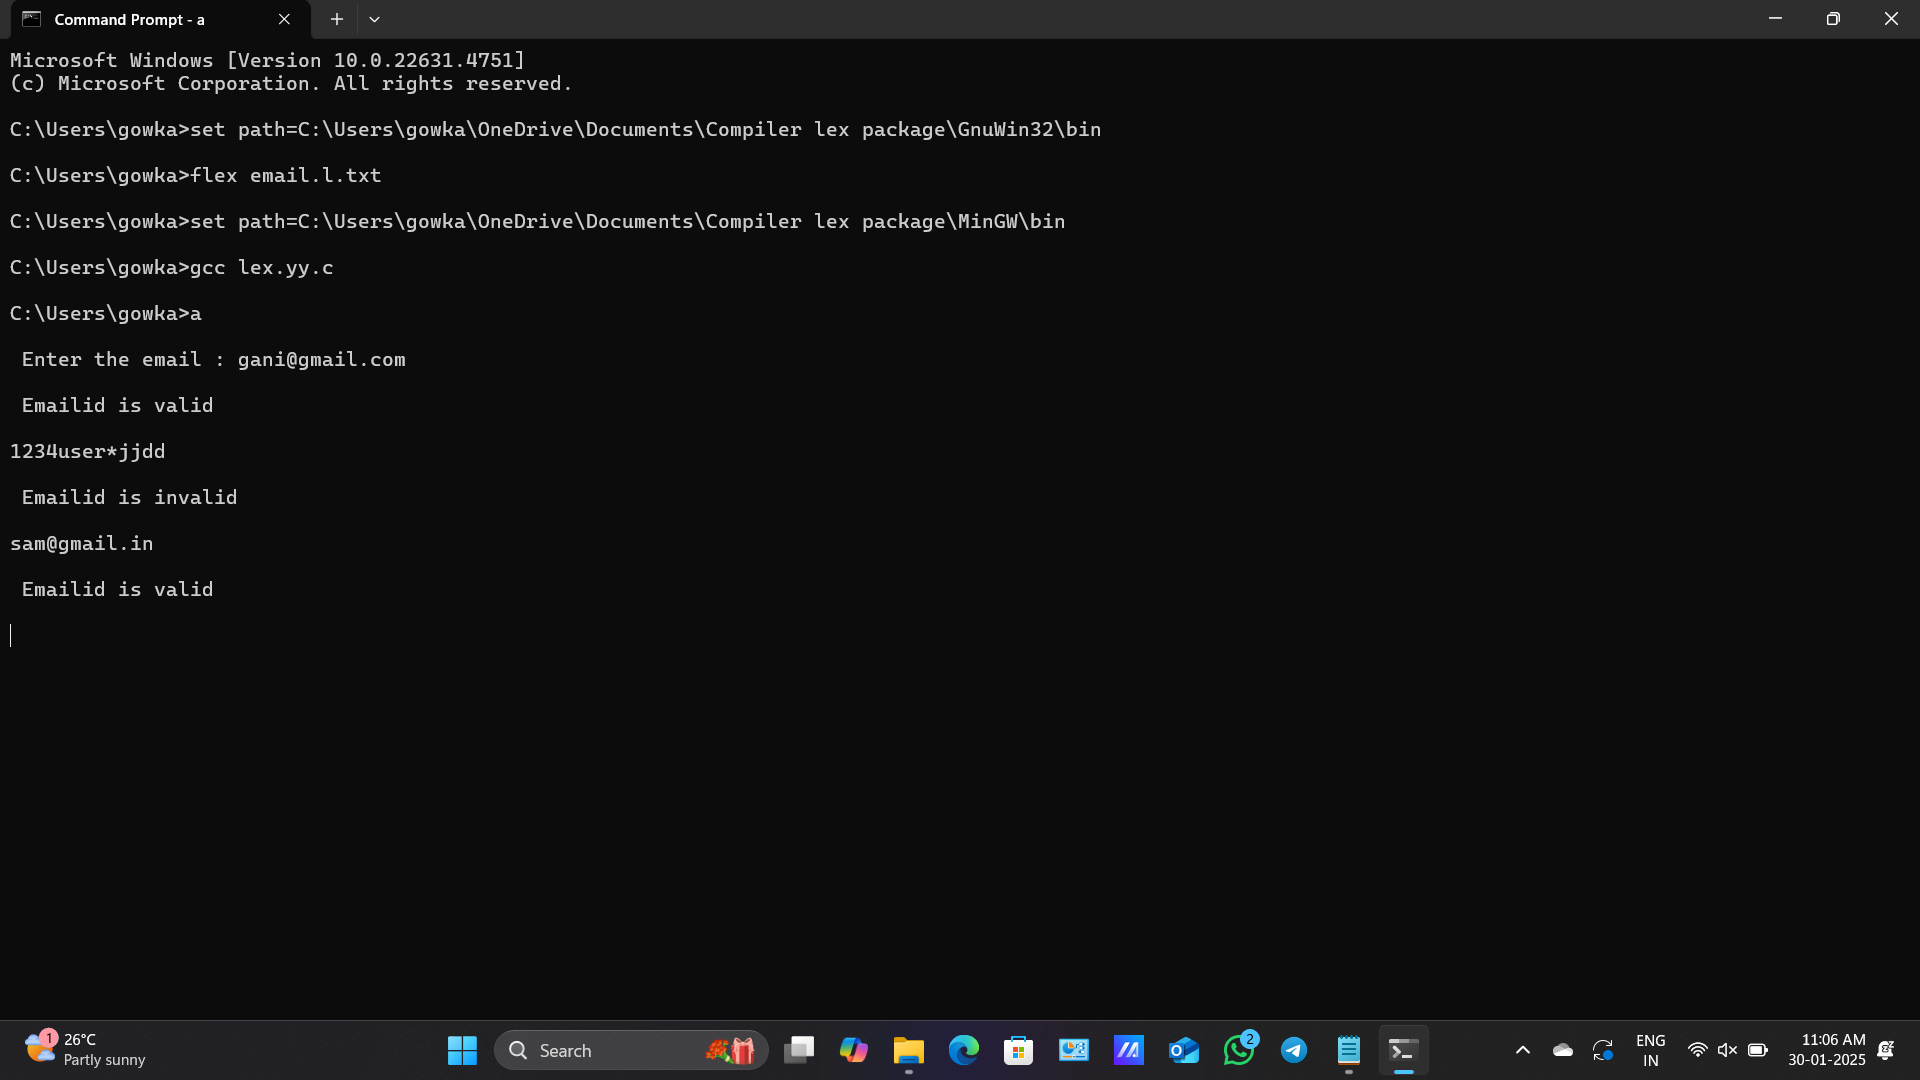 Command Prompt - a
Microsoft Windows [Version 10.0.22631.4751]
(c) Microsoft Corporation. All rights reserved.
C:\Users\gowka>set path=C:\Users\gowka\OneDrive\Documents\Compiler lex package\GnuWin32\bin
C:\Users\gowka>flex email.l.txt
C:\Users\gowka>set path=C:\Users\gowka\OneDrive\Documents\Compiler lex package\MinGW\bin
C:\Users\gowka>gcc lex.yy.c
C:\Users\gowka>a
Enter the email : gani@gmail.com
Emailid is valid
1234user*jjdd
Emailid is invalid
sam@gmail.in
Emailid is valid
1
26°C
Partly sunny
Search
2
ENG
IN
11:06 AM
30-01-2025